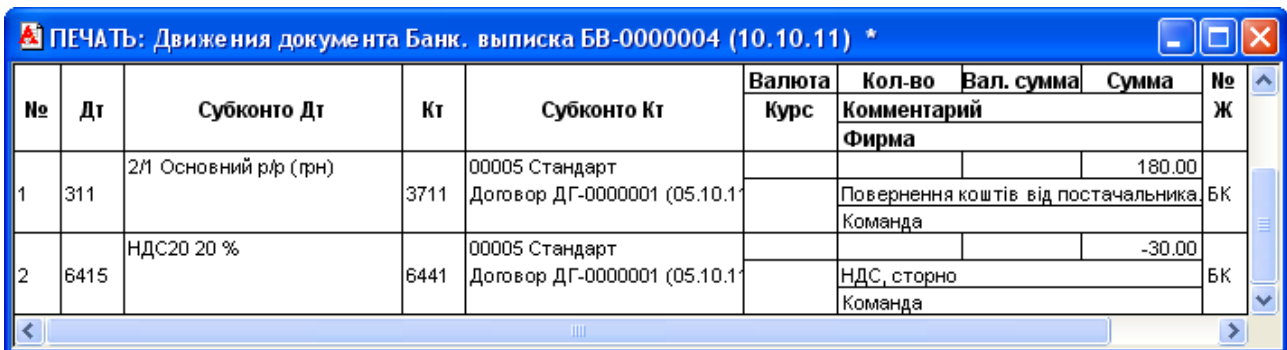 ПЕЧАТЬ: Движения документа Банк. выписка БВ-0000004 (10.10.11) *
№ Дт Субконто Дт Кт Субконто Кт Валюта Кол-во Вал. сумма Сумма №
Курс Комментарий Ж
Фирма
2/1 Основний р/р (грн) 00005 Стандарт 180.00
1 311 3711 Договор ДГ-0000001 (05.10.11 Повернення коштів від постачальника. БК
Команда
НДС20 20 % 00005 Стандарт -30.00
2 6415 6441 Договор ДГ-0000001 (05.10.11 НДС, сторно БК
Команда